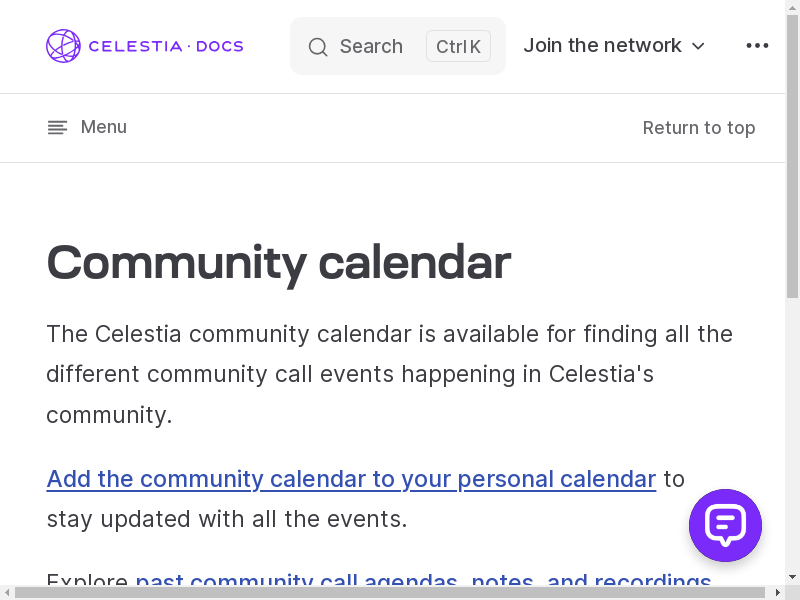 CELESTIA · DOCS
Search Ctrl K
Join the network
Menu
Return to top
Community calendar
The Celestia community calendar is available for finding all the
different community call events happening in Celestia's
community.
Add the community calendar to your personal calendar to
stay updated with all the events.
Explore past community call agendas, notes, and recordings